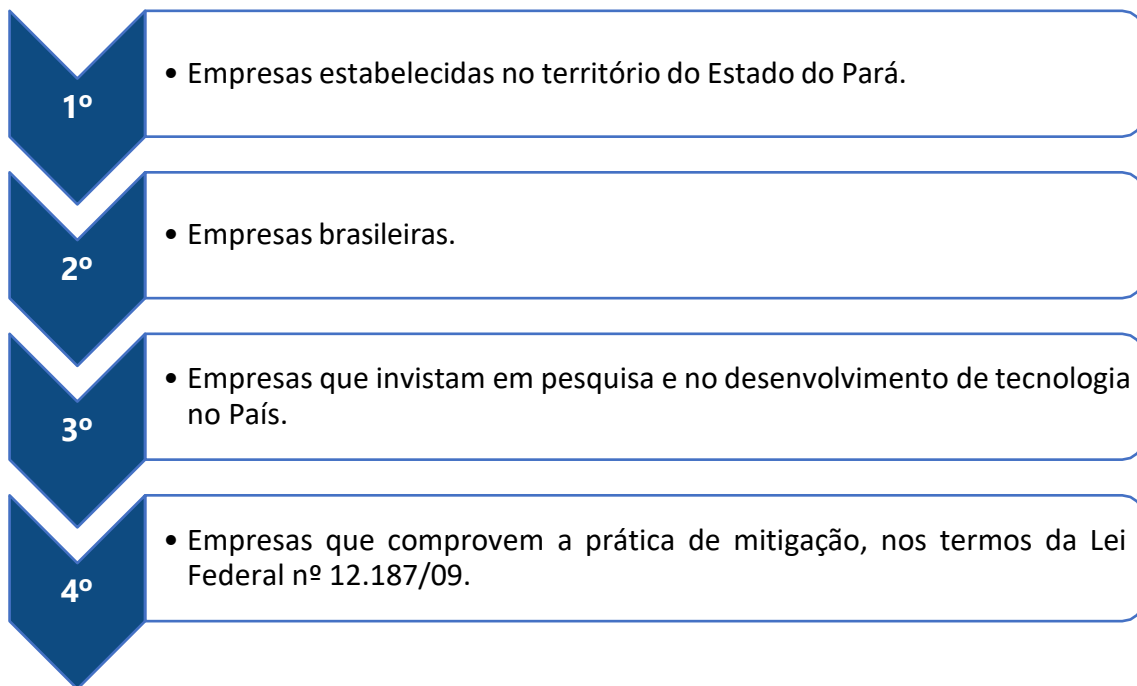 1º
• Empresas estabelecidas no território do Estado do Pará.
2º
• Empresas brasileiras.
3º
• Empresas que invistam em pesquisa e no desenvolvimento de tecnologia
no País.
4º
• Empresas que comprovem a prática de mitigação, nos termos da Lei
Federal nº 12.187/09.